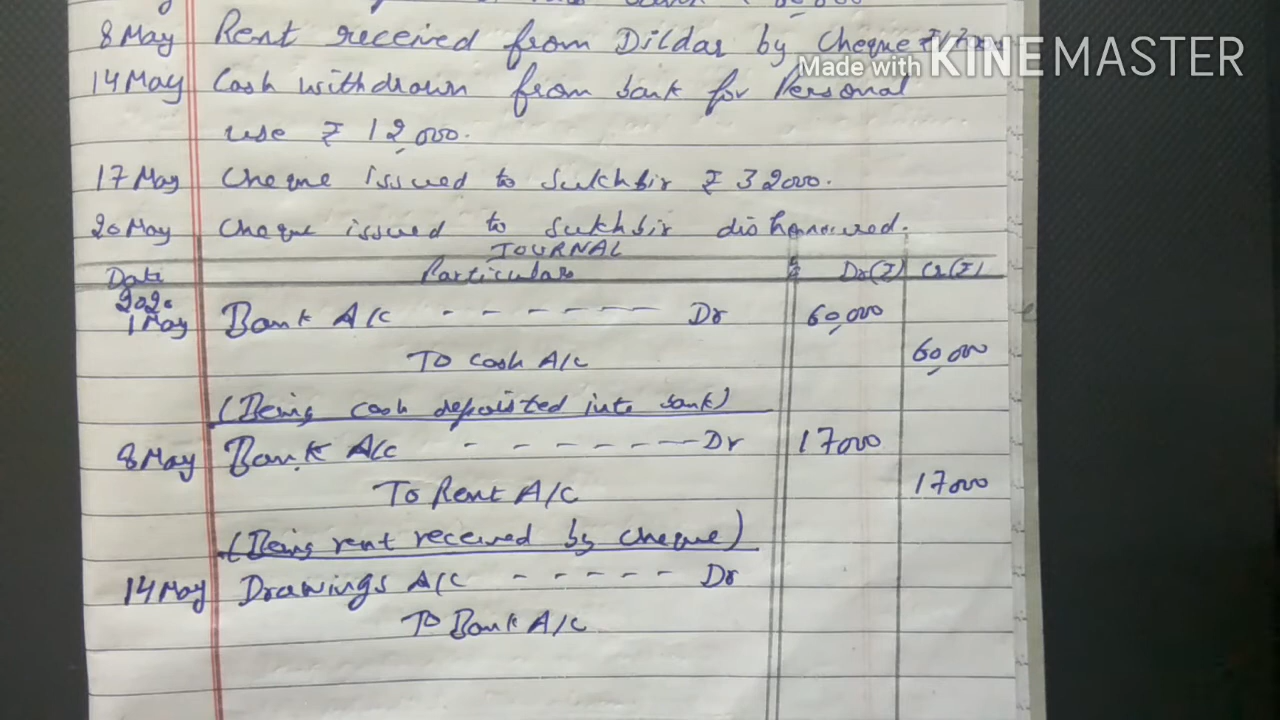 8 May Rent received from Dildar by Cheque ₹17000
Made with KINEMASTER
14 May Cash withdrawn from bank for Personal
use ₹ 12,000.
17 May Cheque issued to Sukhbir ₹ 32000.
20 May Cheque issued to Sukhbir dishonoured.
JOURNAL
Date Particulars Dr(₹) Cr(₹)
2020
1 May Bank A/c - - - - - - - Dr 60,000
To Cash A/c 60,000
(Being cash deposited into bank)
8 May Bank A/c - - - - - - - Dr 17000
To Rent A/c 17000
(Being rent received by cheque)
14 May Drawings A/c - - - - - Dr
To Bank A/c